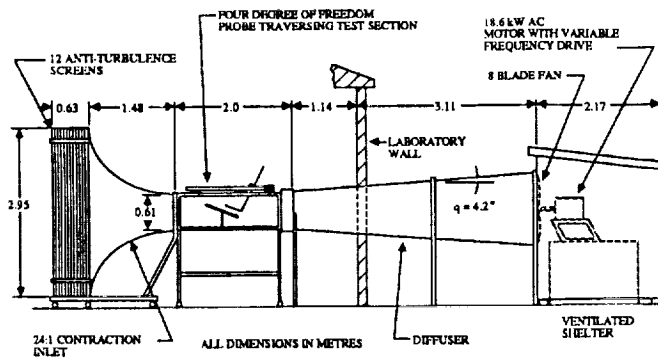 FOUR DEGREE OF FREEDOM
PROBE TRAVERSING TEST SECTION
18.6 kW AC
MOTOR WITH VARIABLE
FREQUENCY DRIVE
12 ANTI-TURBULENCE
SCREENS
8 BLADE FAN
0.63
1.48
2.0
1.14
3.11
2.17
LABORATORY
WALL
2.95
0.61
q = 4.2°
24:1 CONTRACTION
INLET
ALL DIMENSIONS IN METRES
DIFFUSER
VENTILATED
SHELTER